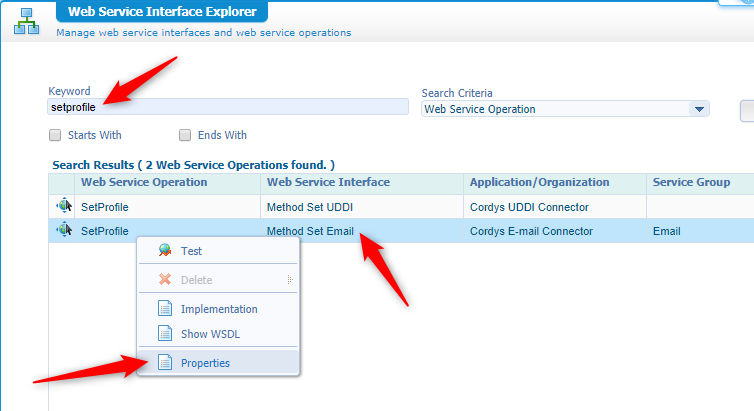 Web Service Interface Explorer
Manage web service interfaces and web service operations
Keyword
Search Criteria
setprofile
Web Service Operation
Starts With
Ends With
Search Results ( 2 Web Service Operations found. )
Web Service Operation Web Service Interface Application/Organization Service Group
SetProfile Method Set UDDI Cordys UDDI Connector
SetProfile Method Set Email Cordys E-mail Connector Email
Test
Delete
Implementation
Show WSDL
Properties